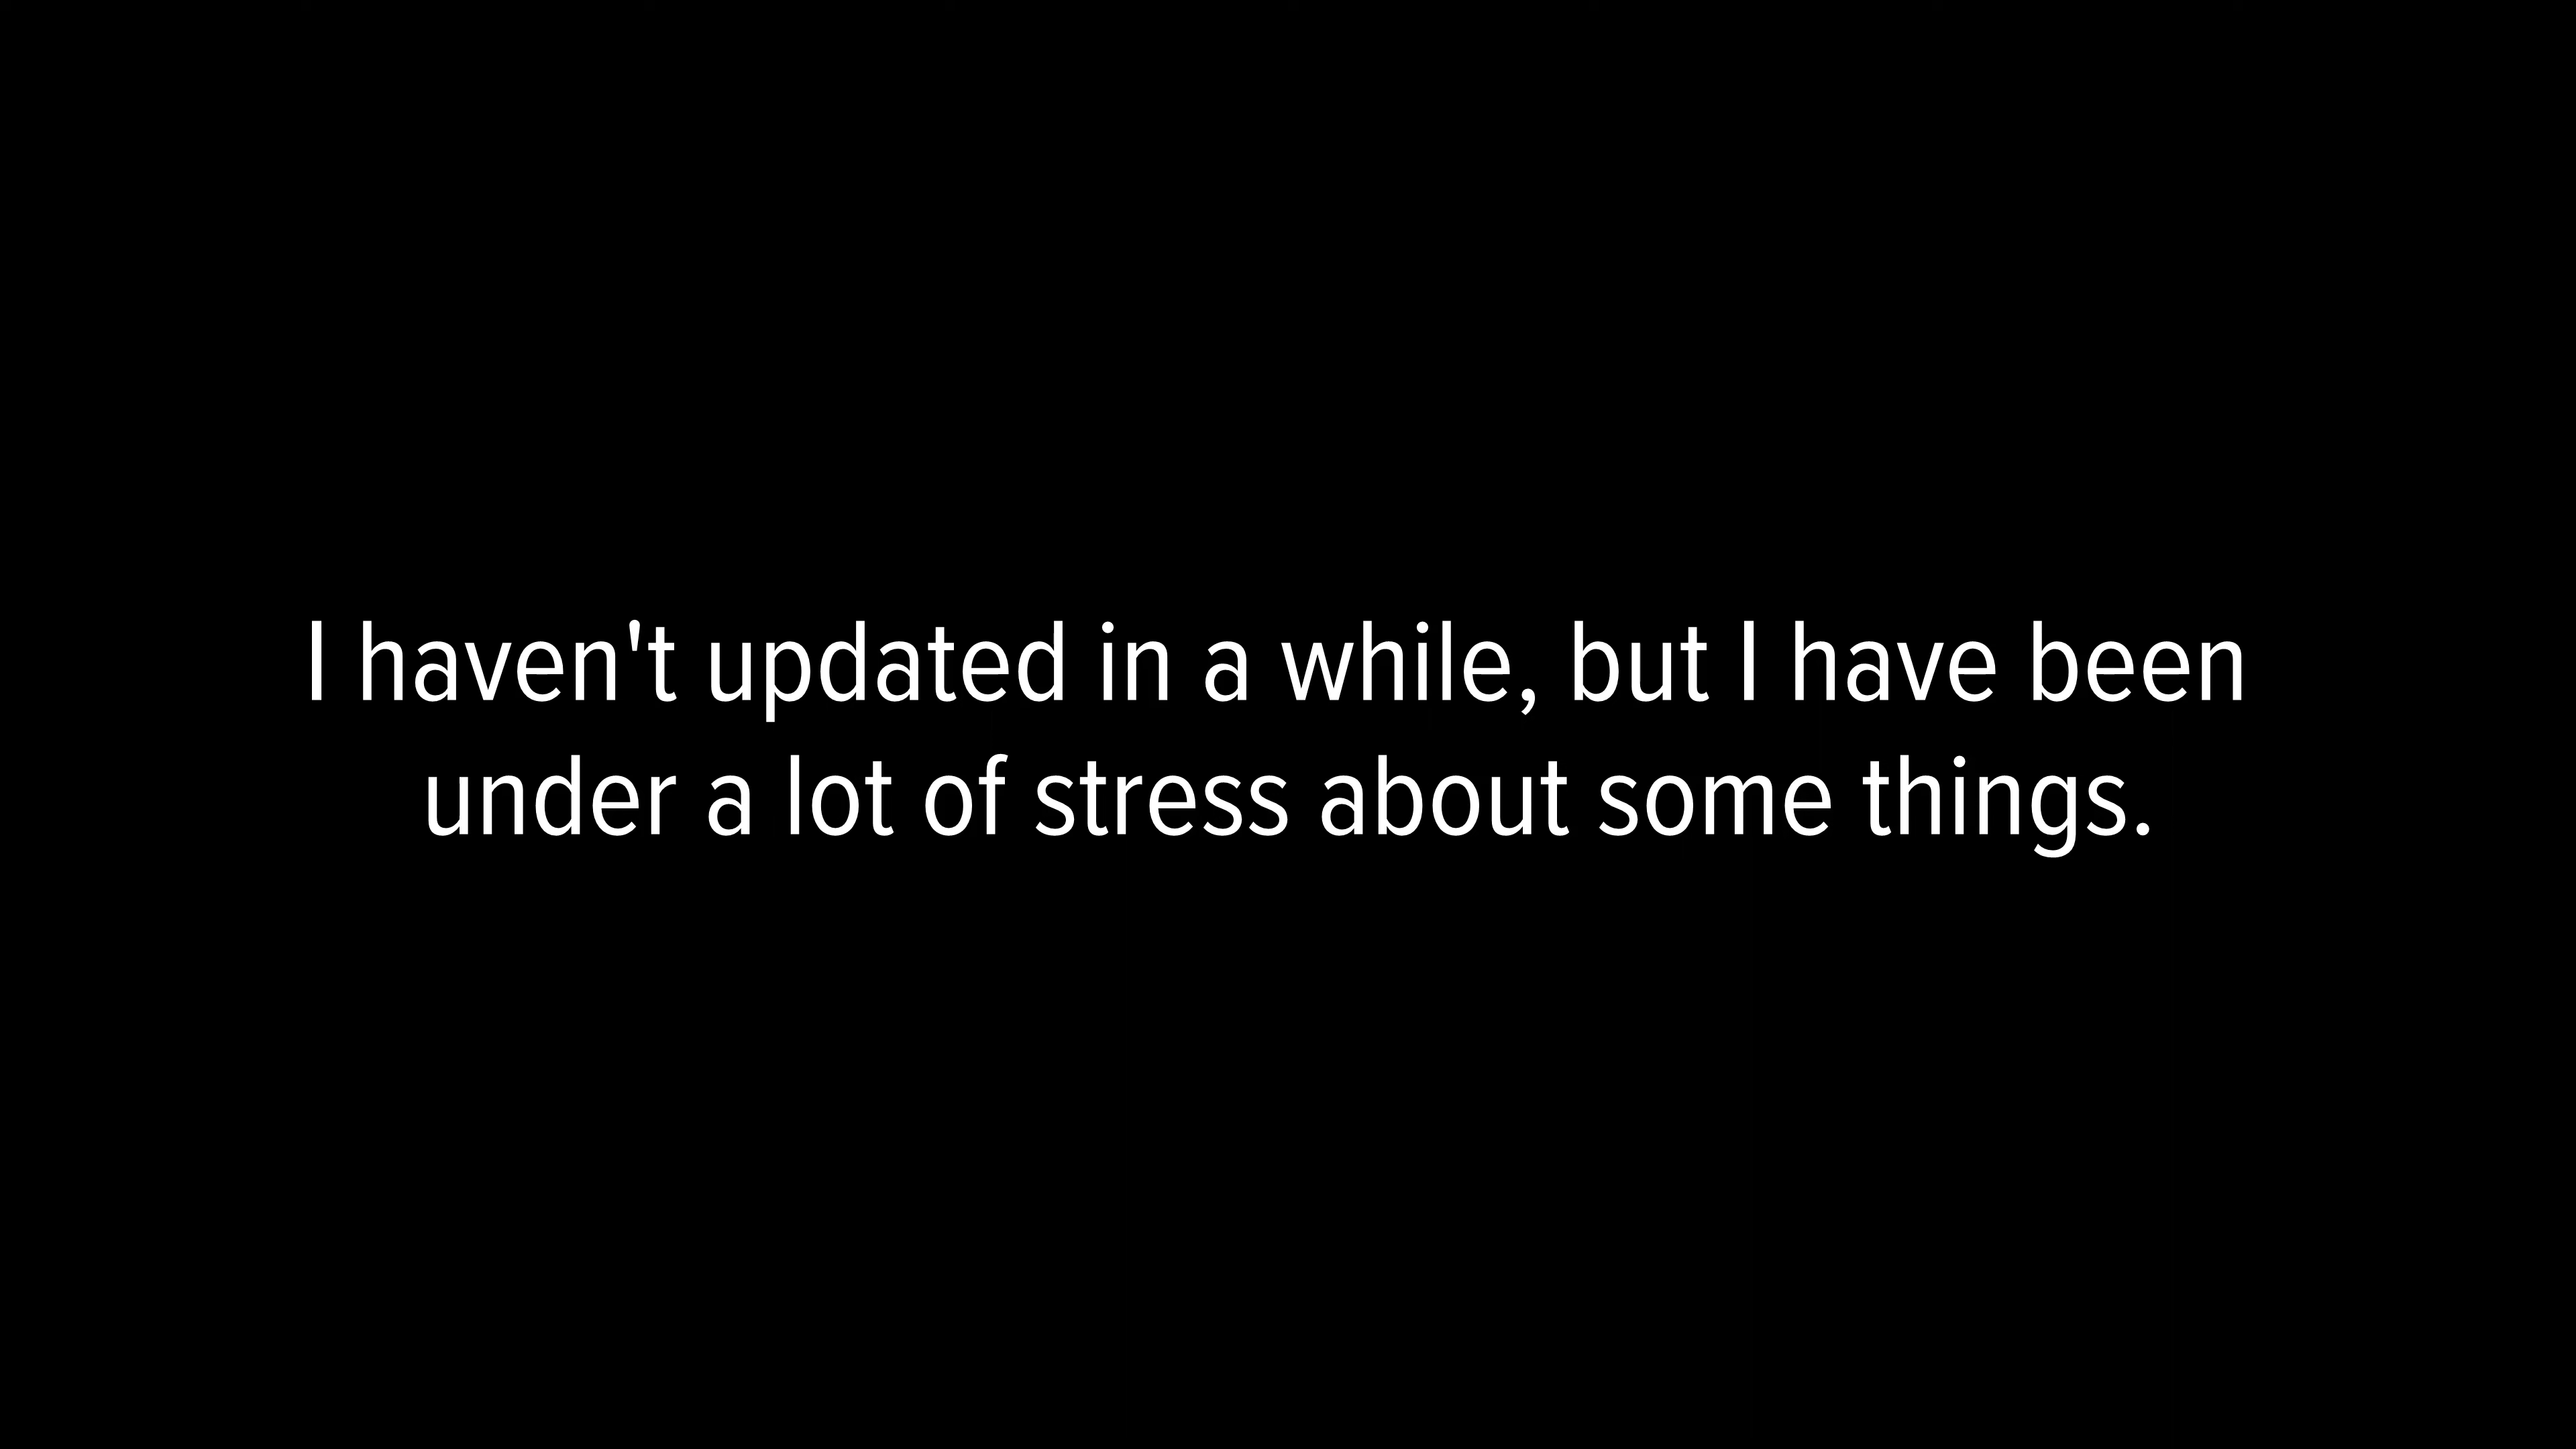 I haven't updated in a while, but I have been
under a lot of stress about some things.